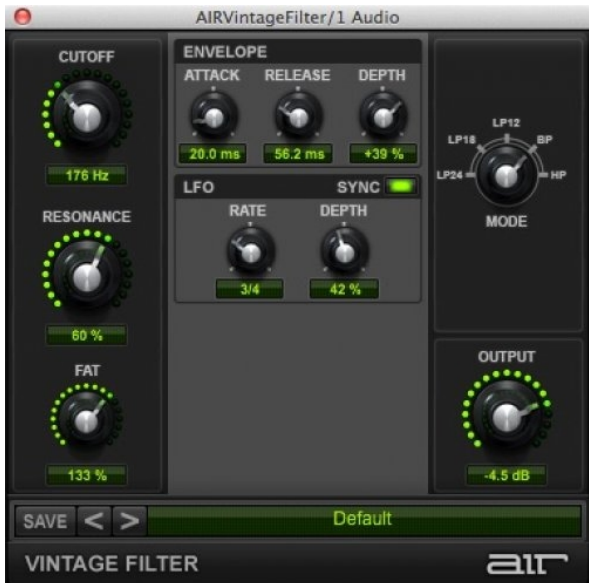 AIRVintageFilter/1 Audio
CUTOFF
176 Hz
RESONANCE
60 %
FAT
133 %
ENVELOPE
ATTACK RELEASE DEPTH
20.0 ms 56.2 ms +39 %
LFO SYNC
RATE DEPTH
3/4 42 %
LP12
LP18 BP
LP24 HP
MODE
OUTPUT
-4.5 dB
SAVE < > Default
VINTAGE FILTER AIR